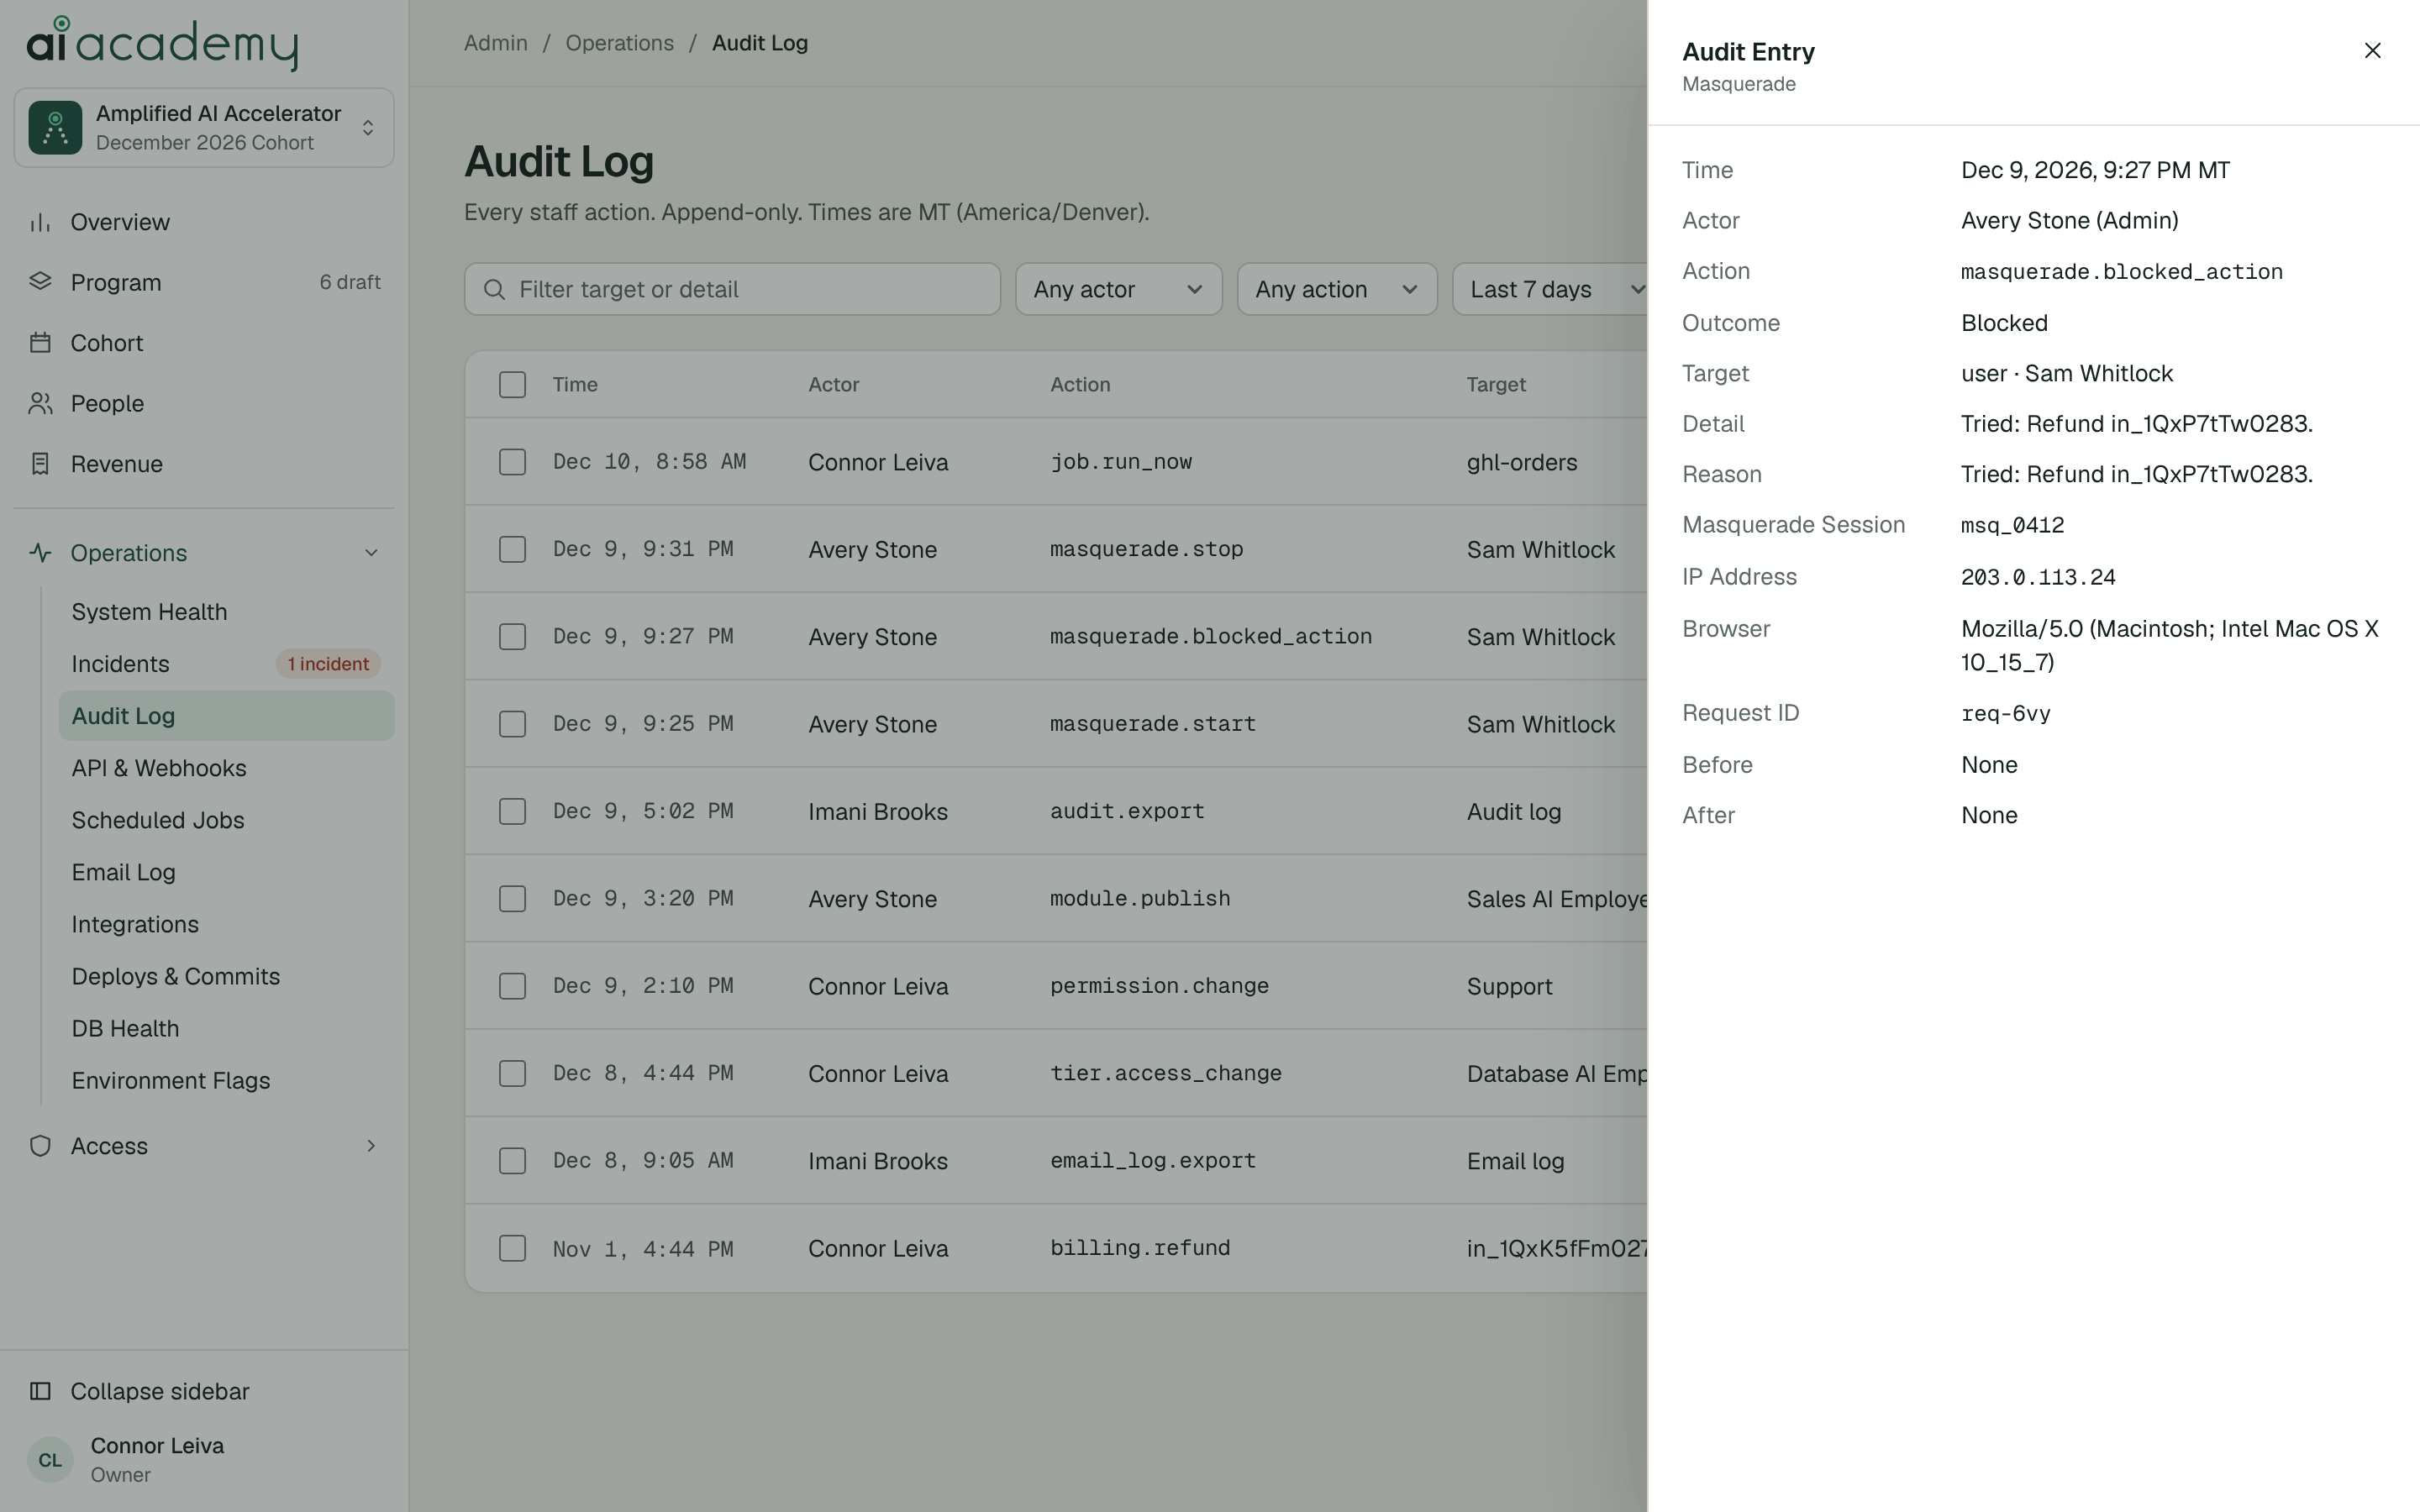 ai academy
Amplified AI Accelerator
December 2026 Cohort
Overview
Program
6 draft
Cohort
People
Revenue
Operations
System Health
Incidents
1 incident
Audit Log
API & Webhooks
Scheduled Jobs
Email Log
Integrations
Deploys & Commits
DB Health
Environment Flags
Access
Collapse sidebar
CL
Connor Leiva
Owner
Admin / Operations / Audit Log
Audit Log
Every staff action. Append-only. Times are MT (America/Denver).
Filter target or detail
Any actor
Any action
Last 7 days
Time Actor Action Target
Dec 10, 8:58 AM Connor Leiva job.run_now ghl-orders
Dec 9, 9:31 PM Avery Stone masquerade.stop Sam Whitlock
Dec 9, 9:27 PM Avery Stone masquerade.blocked_action Sam Whitlock
Dec 9, 9:25 PM Avery Stone masquerade.start Sam Whitlock
Dec 9, 5:02 PM Imani Brooks audit.export Audit log
Dec 9, 3:20 PM Avery Stone module.publish Sales AI Employe
Dec 9, 2:10 PM Connor Leiva permission.change Support
Dec 8, 4:44 PM Connor Leiva tier.access_change Database AI Emp
Dec 8, 9:05 AM Imani Brooks email_log.export Email log
Nov 1, 4:44 PM Connor Leiva billing.refund in_1QxK5fFm027
Audit Entry
Masquerade
Time Dec 9, 2026, 9:27 PM MT
Actor Avery Stone (Admin)
Action masquerade.blocked_action
Outcome Blocked
Target user · Sam Whitlock
Detail Tried: Refund in_1QxP7tTw0283.
Reason Tried: Refund in_1QxP7tTw0283.
Masquerade Session msq_0412
IP Address 203.0.113.24
Browser Mozilla/5.0 (Macintosh; Intel Mac OS X
10_15_7)
Request ID req-6vy
Before None
After None